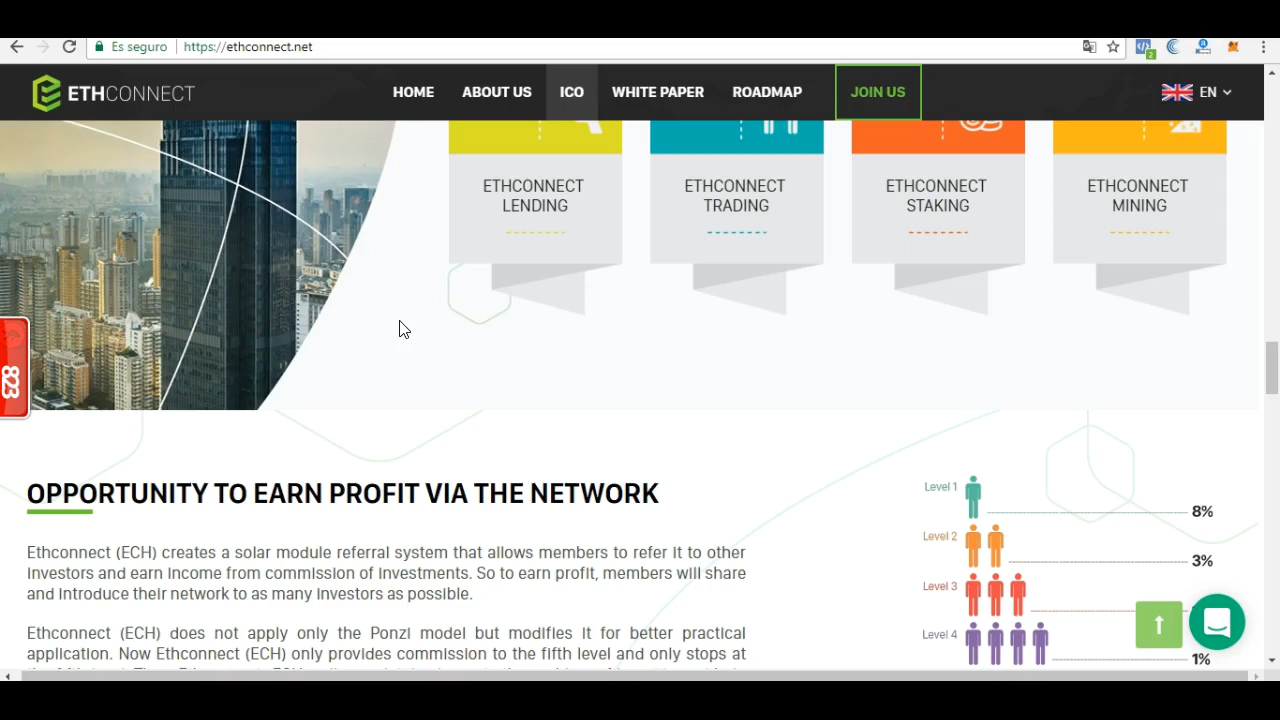 Es seguro
https://ethconnect.net
2
ETHCONNECT
HOME
ABOUT US
ICO
WHITE PAPER
ROADMAP
JOIN US
EN
ETHCONNECT
LENDING
ETHCONNECT
TRADING
ETHCONNECT
STAKING
ETHCONNECT
MINING
823
OPPORTUNITY TO EARN PROFIT VIA THE NETWORK
Ethconnect (ECH) creates a solar module referral system that allows members to refer it to other
investors and earn income from commission of investments. So to earn profit, members will share
and introduce their network to as many investors as possible.
Ethconnect (ECH) does not apply only the Ponzi model but modifies it for better practical
application. Now Ethconnect (ECH) only provides commission to the fifth level and only stops at
Level 1
8%
Level 2
3%
Level 3
Level 4
1%